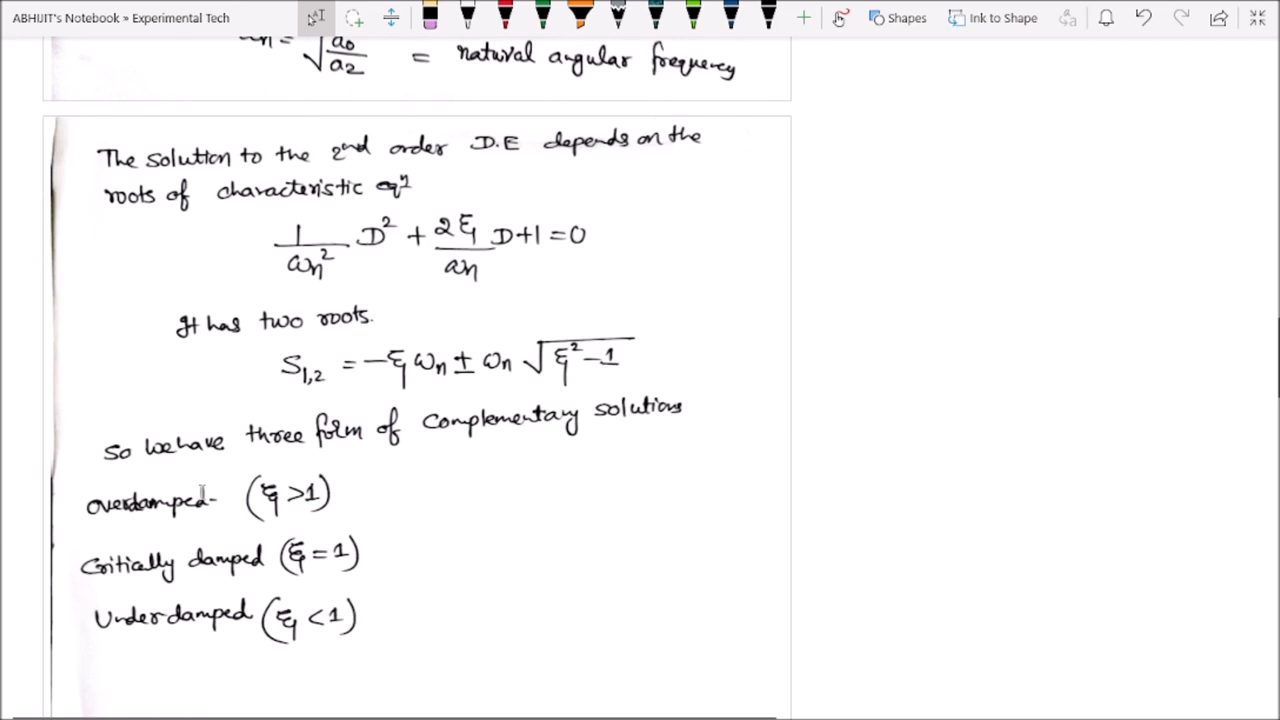 ABHIJIT's Notebook » Experimental Tech
Shapes
Ink to Shape
= √a0/a2 = natural angular frequency
The solution to the 2nd order D.E depends on the
roots of characteristic eqn
1/ωn² D² + 2ξ/ωn D+1=0
It has two roots.
S1,2 = -ξωn ± ωn √ξ²-1
So we have three form of Complementary solutions
overdamped- (ξ >1)
Critially damped (ξ = 1)
Underdamped (ξ < 1)